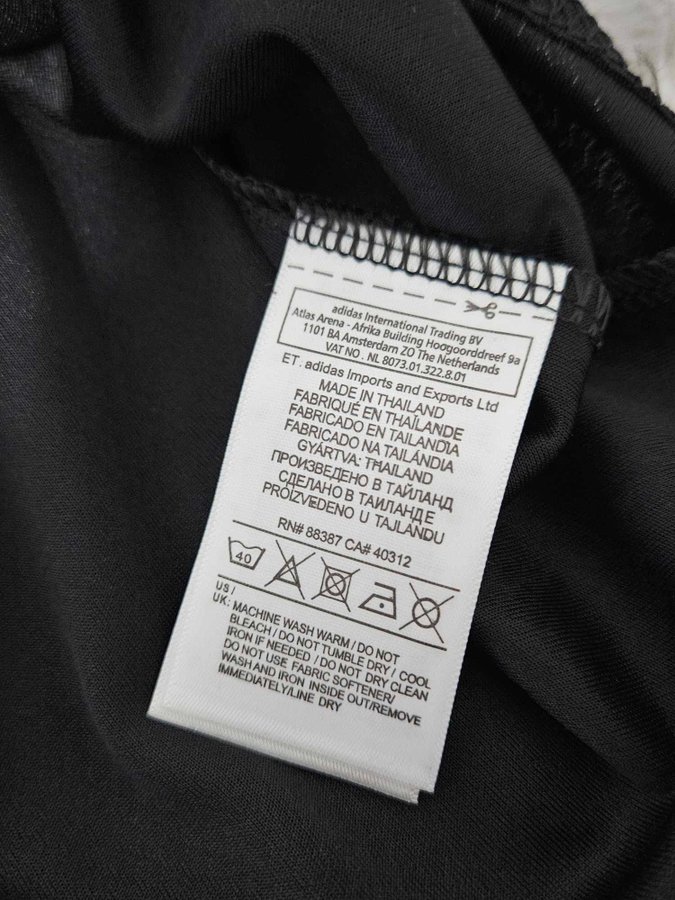 adidas International Trading BV
Atlas Arena - Afrika Building Hoogoorddreef 9a
1101 BA Amsterdam ZO The Netherlands
VAT NO. NL 8073.01.322.8.01
ET. adidas Imports and Exports Ltd
MADE IN THAILAND
FABRIQUÉ EN THAÏLANDE
FABRICADO EN TAILANDIA
FABRICADO NA TAILÂNDIA
GYÁRTVA: THAILAND
ПРОИЗВЕДЕНО В ТАЙЛАНД
СДЕЛАНО В ТАИЛАНДЕ
PROIZVEDENO U TAJLANDU
RN# 88387 CA# 40312
40
US /
UK: MACHINE WASH WARM / DO NOT
BLEACH / DO NOT TUMBLE DRY / COOL
IRON IF NEEDED / DO NOT DRY CLEAN
DO NOT USE FABRIC SOFTENER/
WASH AND IRON INSIDE OUT/REMOVE
IMMEDIATELY/LINE DRY